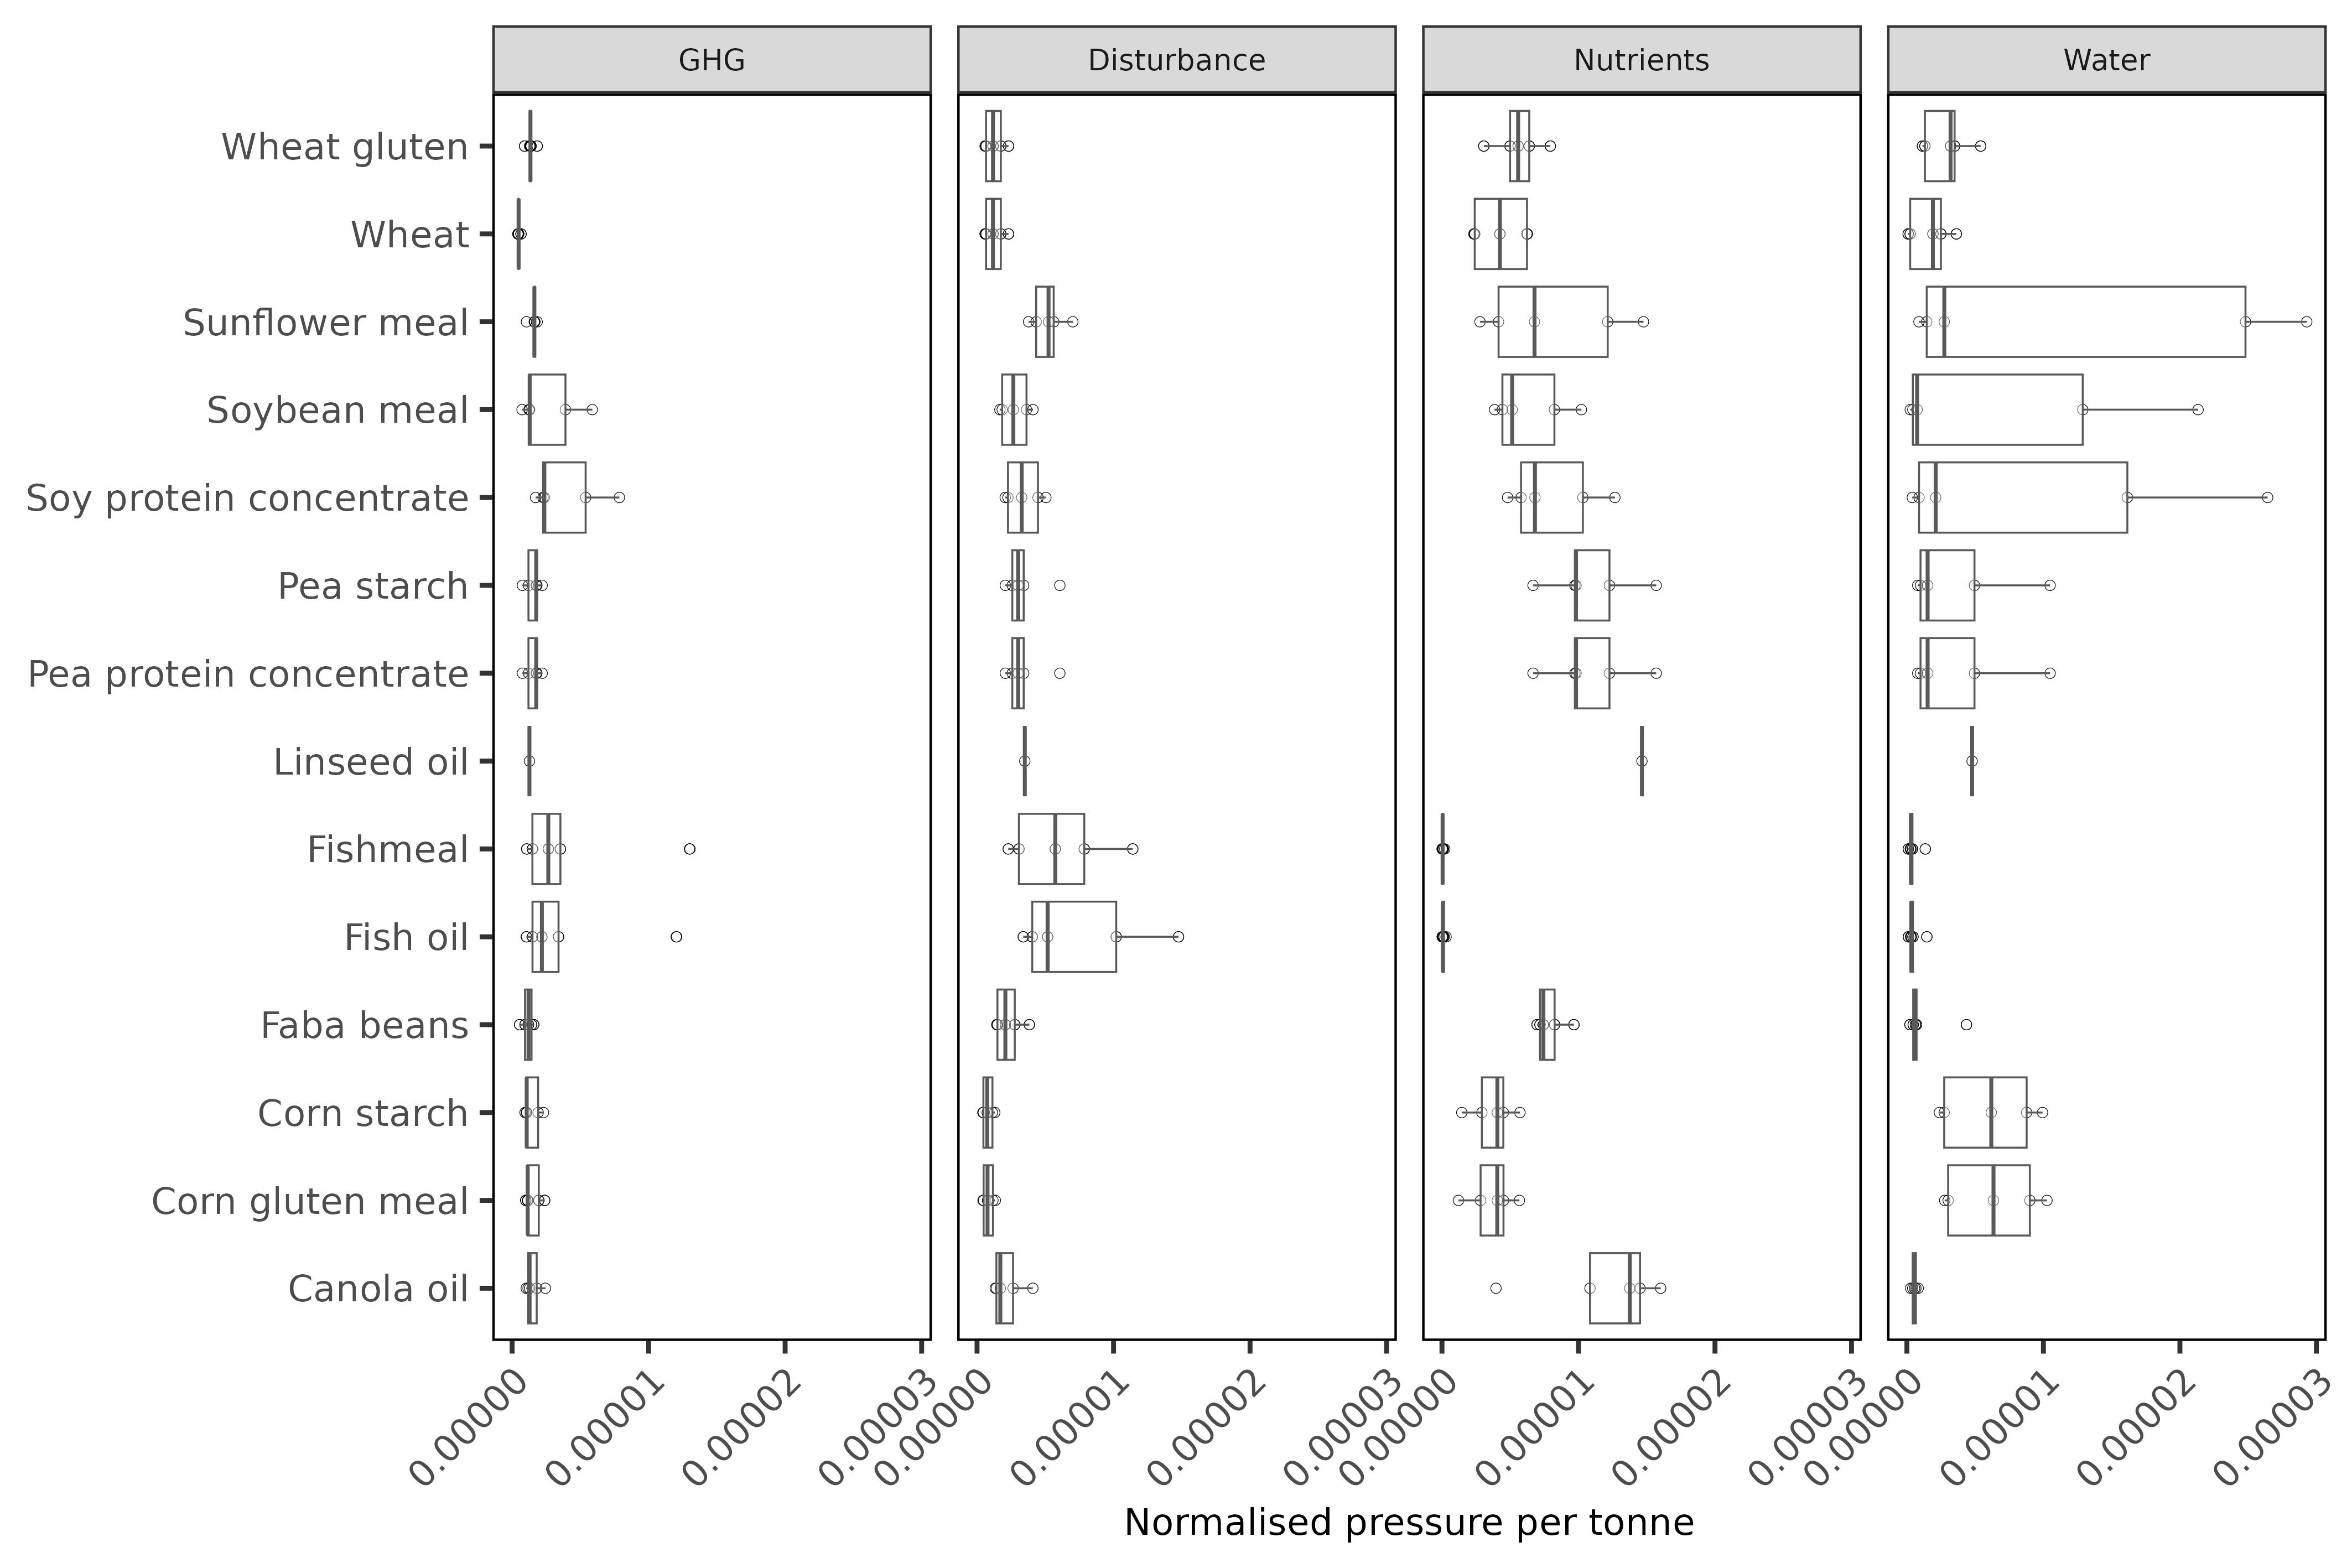 GHG Disturbance Nutrients Water
Wheat gluten
Wheat
Sunflower meal
Soybean meal
Soy protein concentrate
Pea starch
Pea protein concentrate
Linseed oil
Fishmeal
Fish oil
Faba beans
Corn starch
Corn gluten meal
Canola oil
0.00000 0.00001 0.00002 0.00003 0.00000 0.00001 0.00002 0.00003 0.00000 0.00001 0.00002 0.00003 0.00000 0.00001 0.00002 0.00003
Normalised pressure per tonne